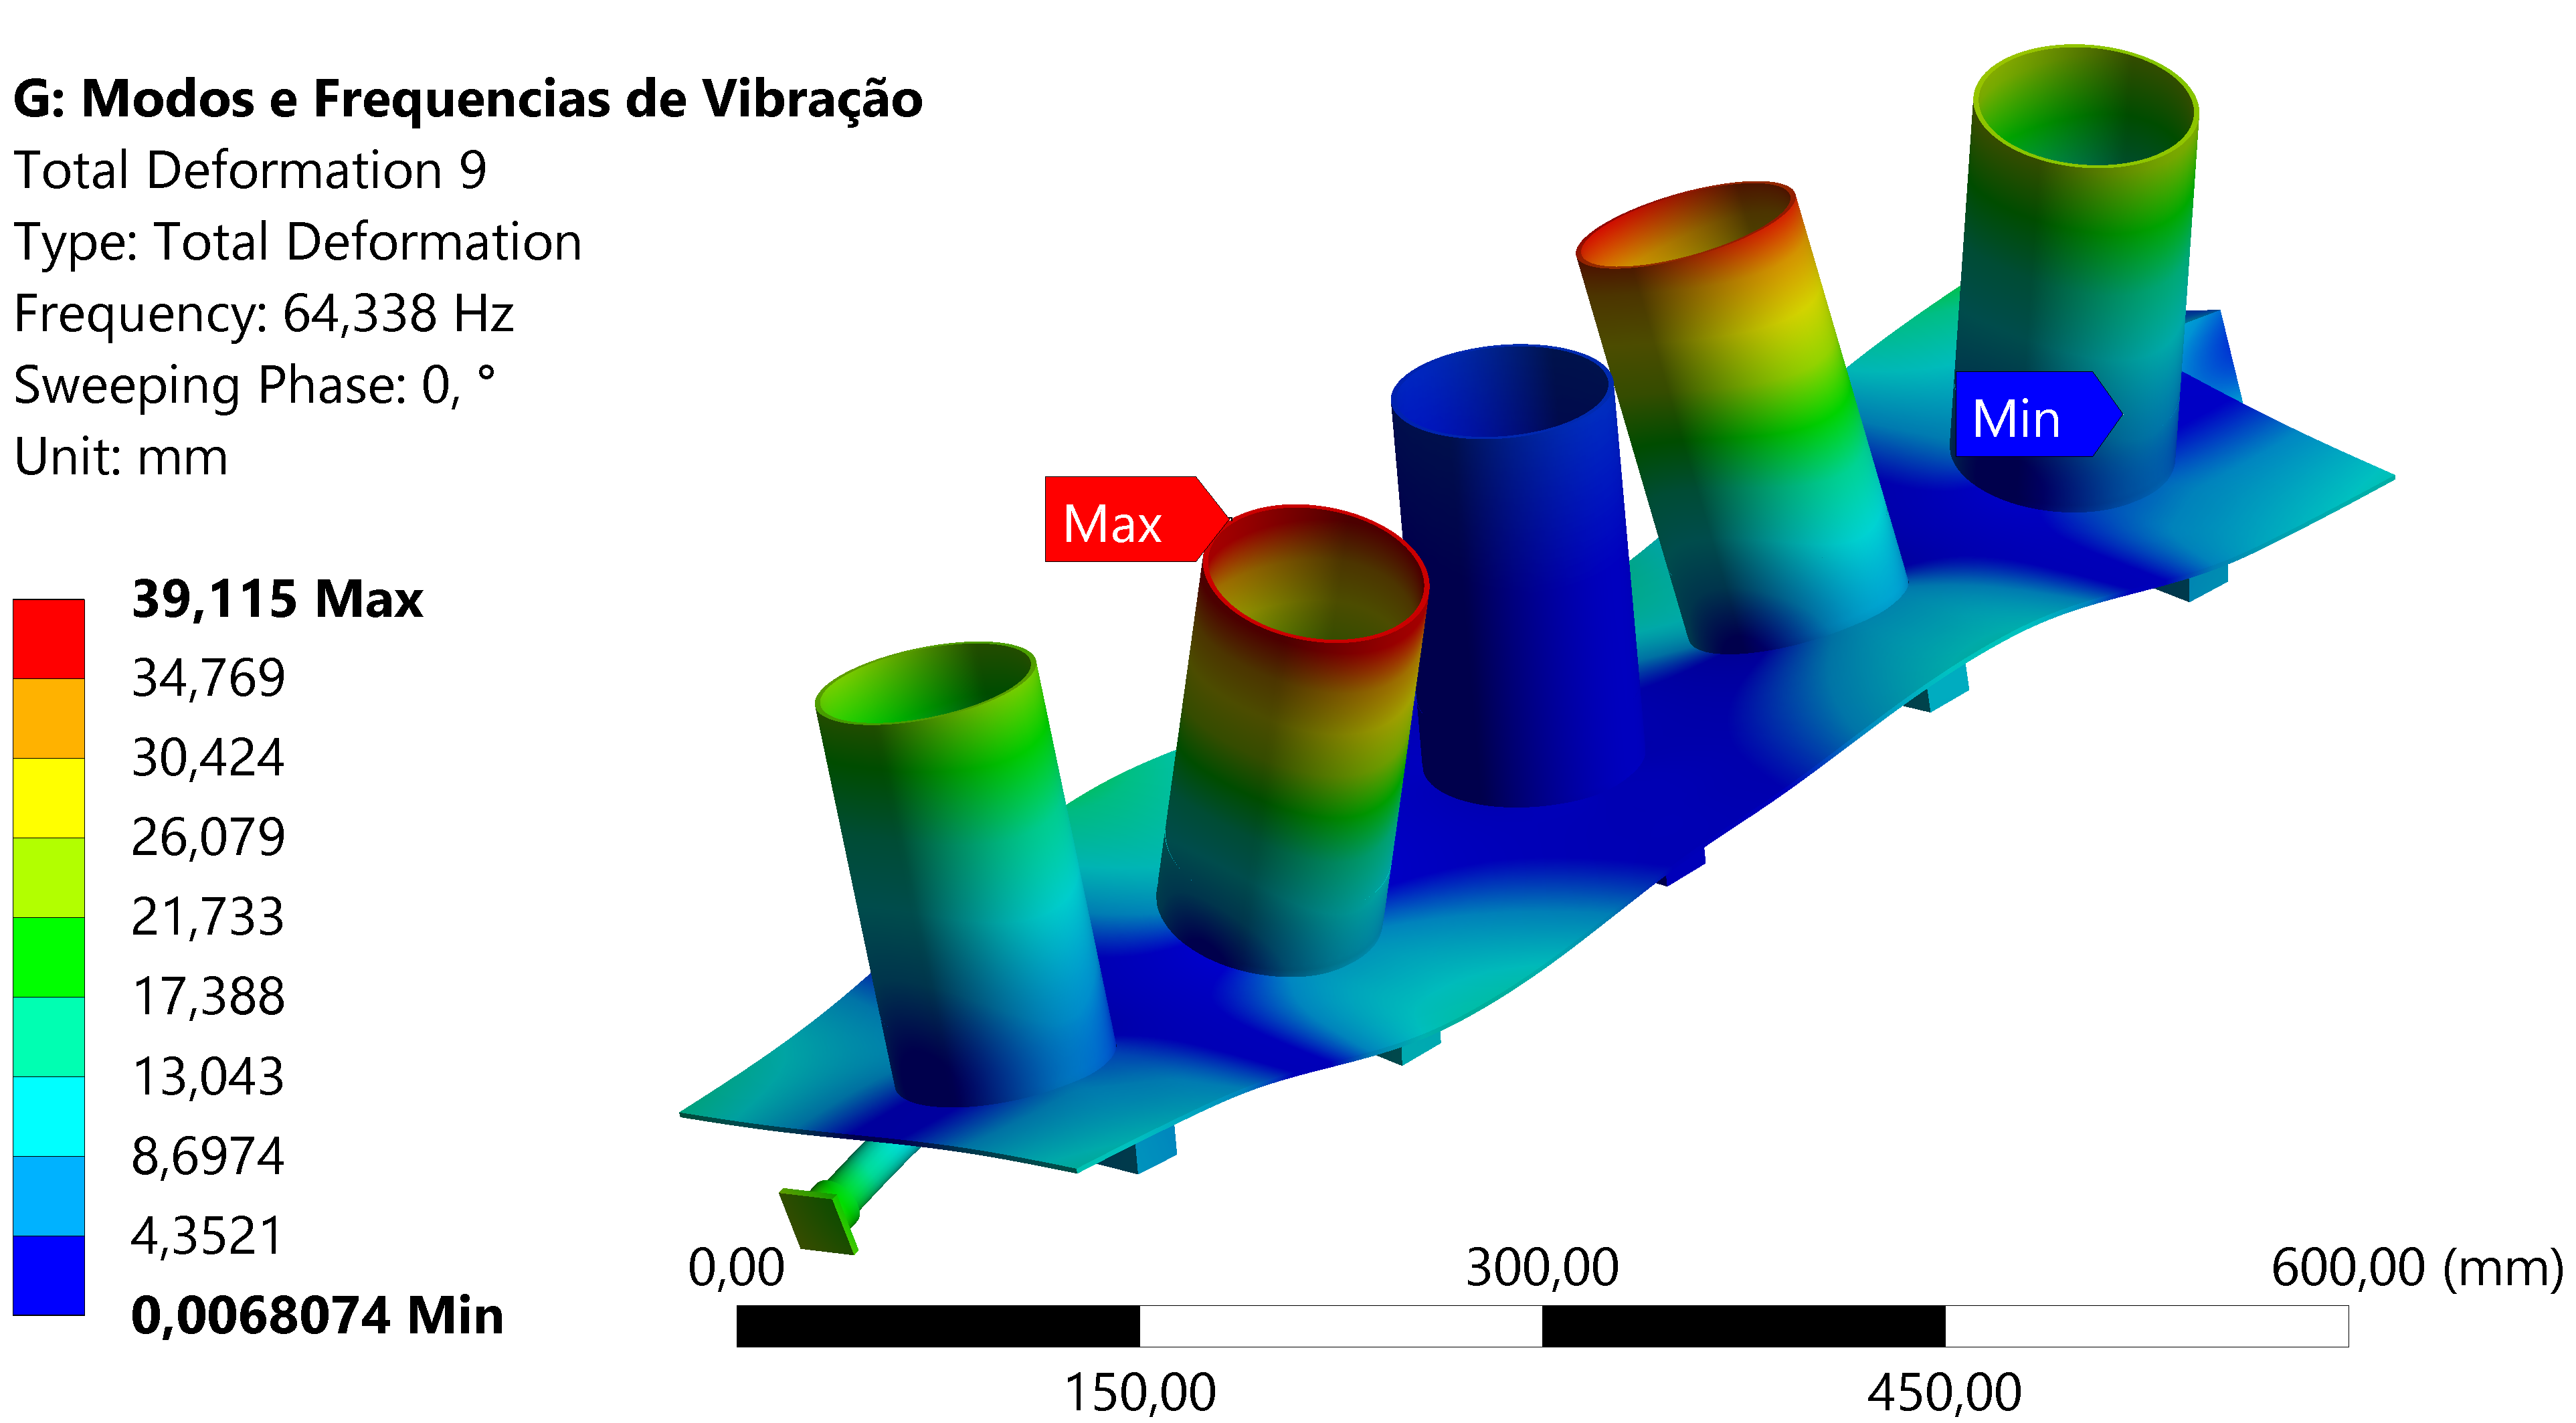 G: Modos e Frequencias de Vibração
Total Deformation 9
Type: Total Deformation
Frequency: 64,338 Hz
Sweeping Phase: 0, °
Unit: mm
39,115 Max
34,769
30,424
26,079
21,733
17,388
13,043
8,6974
4,3521
0,0068074 Min
Max
Min
0,00
300,00
600,00 (mm)
150,00
450,00